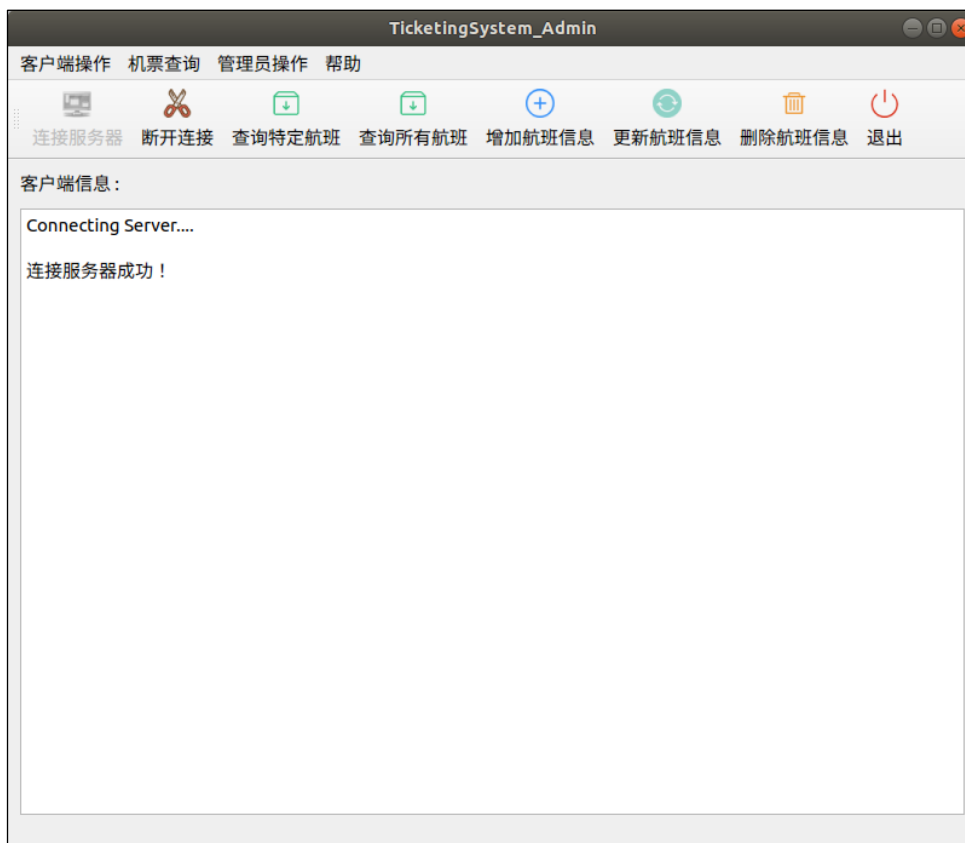 TicketingSystem_Admin
客户端操作 机票查询 管理员操作 帮助
连接服务器 断开连接 查询特定航班 查询所有航班 增加航班信息 更新航班信息 删除航班信息 退出
客户端信息：
Connecting Server....
连接服务器成功！